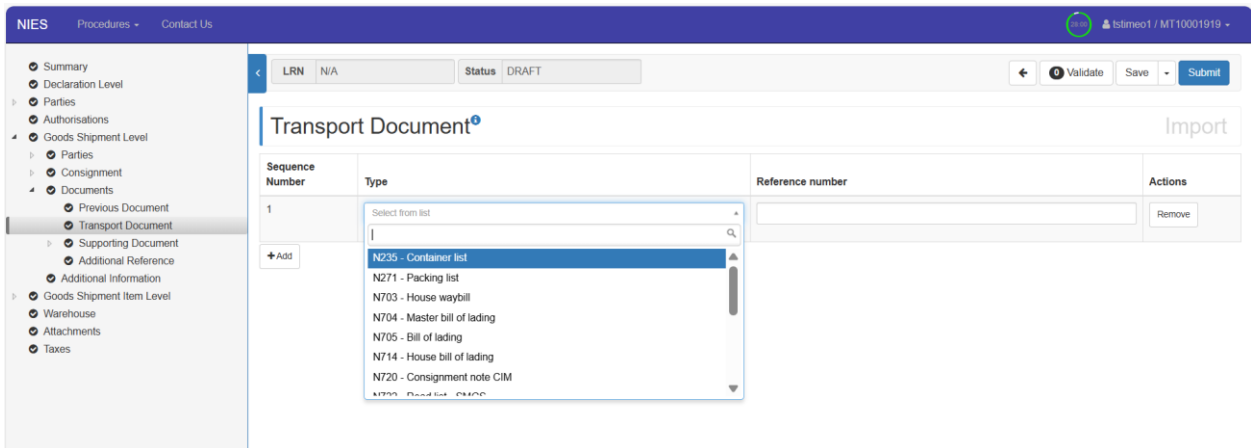 NIES Procedures Contact Us 28:00 tstimeo1 / MT10001919
Summary
Declaration Level
Parties
Authorisations
Goods Shipment Level
Parties
Consignment
Documents
Previous Document
Transport Document
Supporting Document
Additional Reference
Additional Information
Goods Shipment Item Level
Warehouse
Attachments
Taxes
LRN N/A Status DRAFT 0 Validate Save Submit
Transport Document Import
Sequence Number Type Reference number Actions
1 Select from list Remove
+Add
N235 - Container list
N271 - Packing list
N703 - House waybill
N704 - Master bill of lading
N705 - Bill of lading
N714 - House bill of lading
N720 - Consignment note CIM